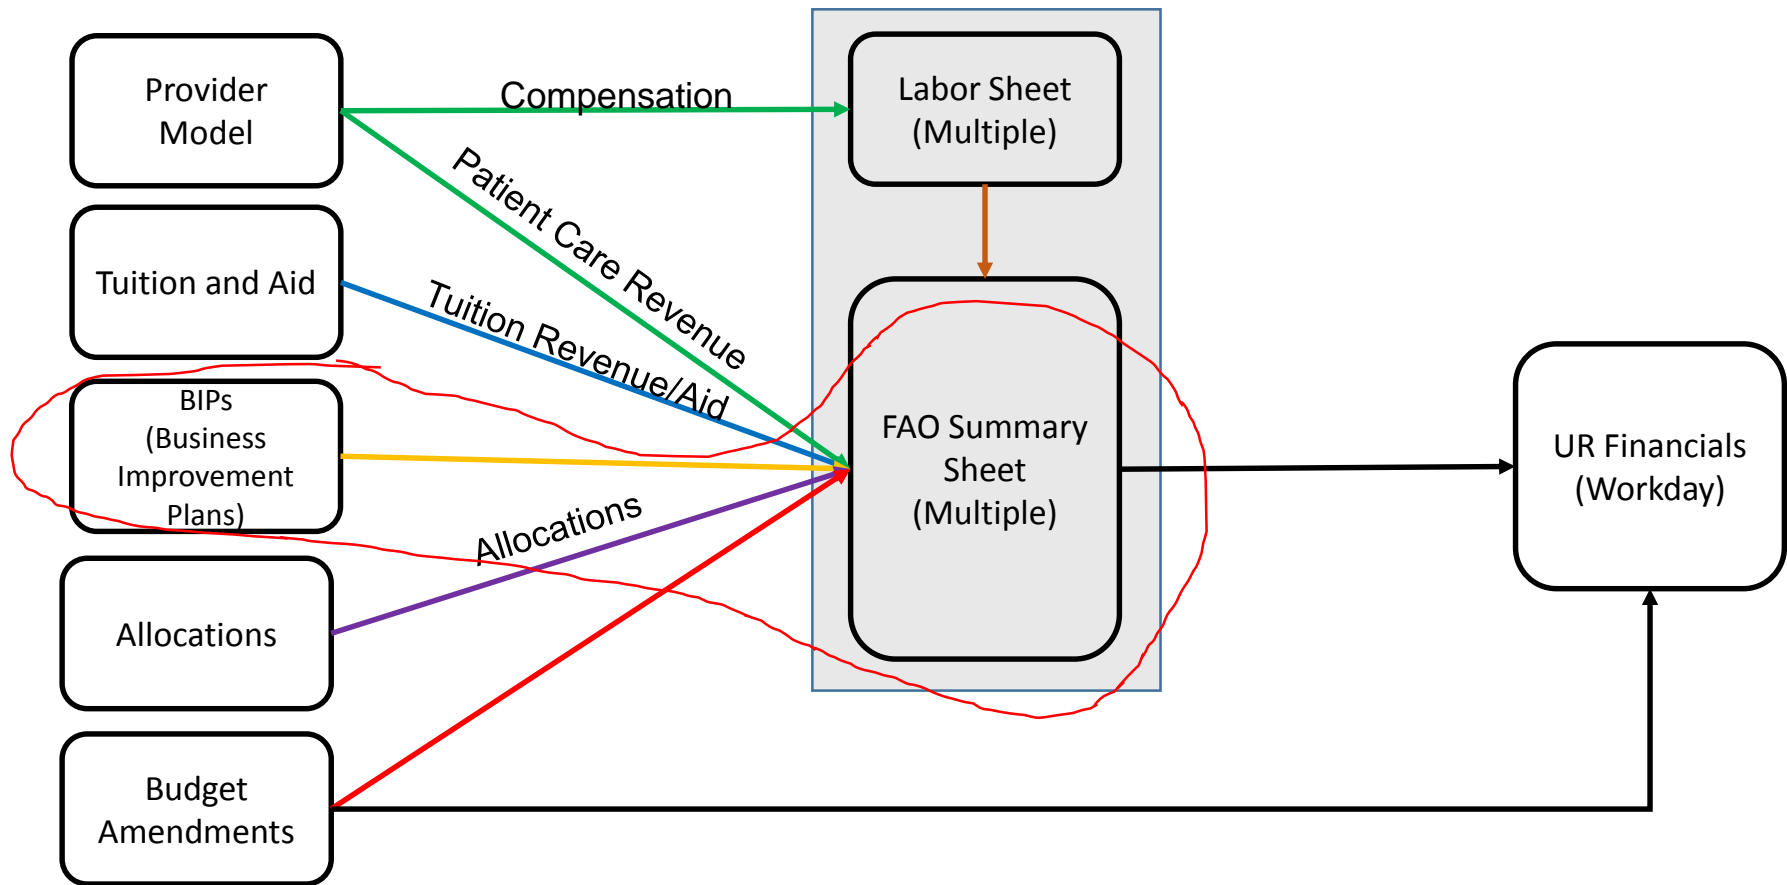 Provider
Model
Compensation
Labor Sheet
(Multiple)
Patient Care Revenue
Tuition and Aid
Tuition Revenue/Aid
BIPs
(Business
Improvement
Plans)
FAO Summary
Sheet
(Multiple)
UR Financials
(Workday)
Allocations
Allocations
Budget
Amendments